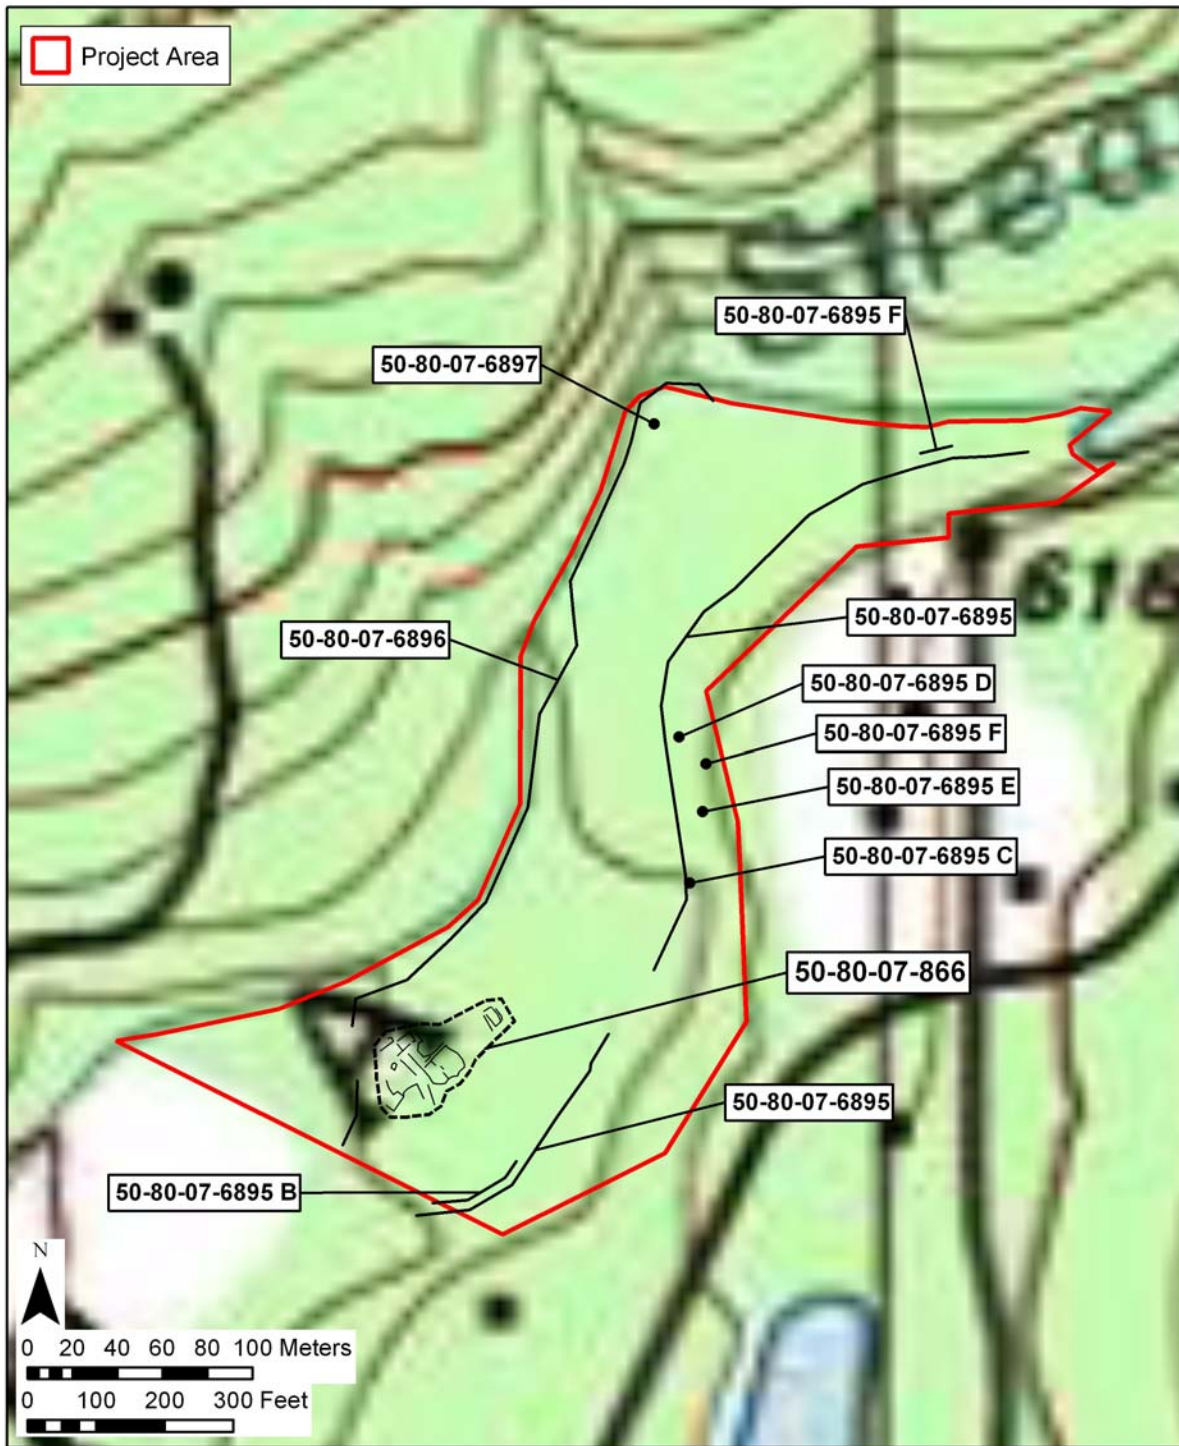 Project Area
Strea
50-80-07-6895 F
50-80-07-6897
616
50-80-07-6895
50-80-07-6896
50-80-07-6895 D
50-80-07-6895 F
50-80-07-6895 E
50-80-07-6895 C
50-80-07-866
50-80-07-6895
50-80-07-6895 B
N
0 20 40 60 80 100 Meters
0 100 200 300 Feet